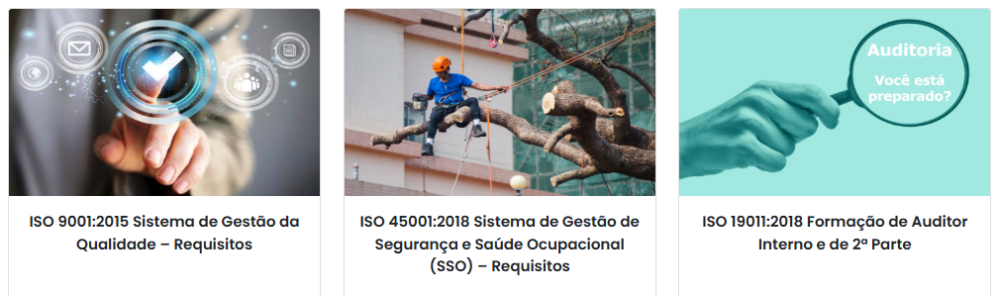 Auditoria
Você está
preparado?
ISO 9001:2015 Sistema de Gestão da
Qualidade – Requisitos
ISO 45001:2018 Sistema de Gestão de
Segurança e Saúde Ocupacional
(SSO) – Requisitos
ISO 19011:2018 Formação de Auditor
Interno e de 2ª Parte